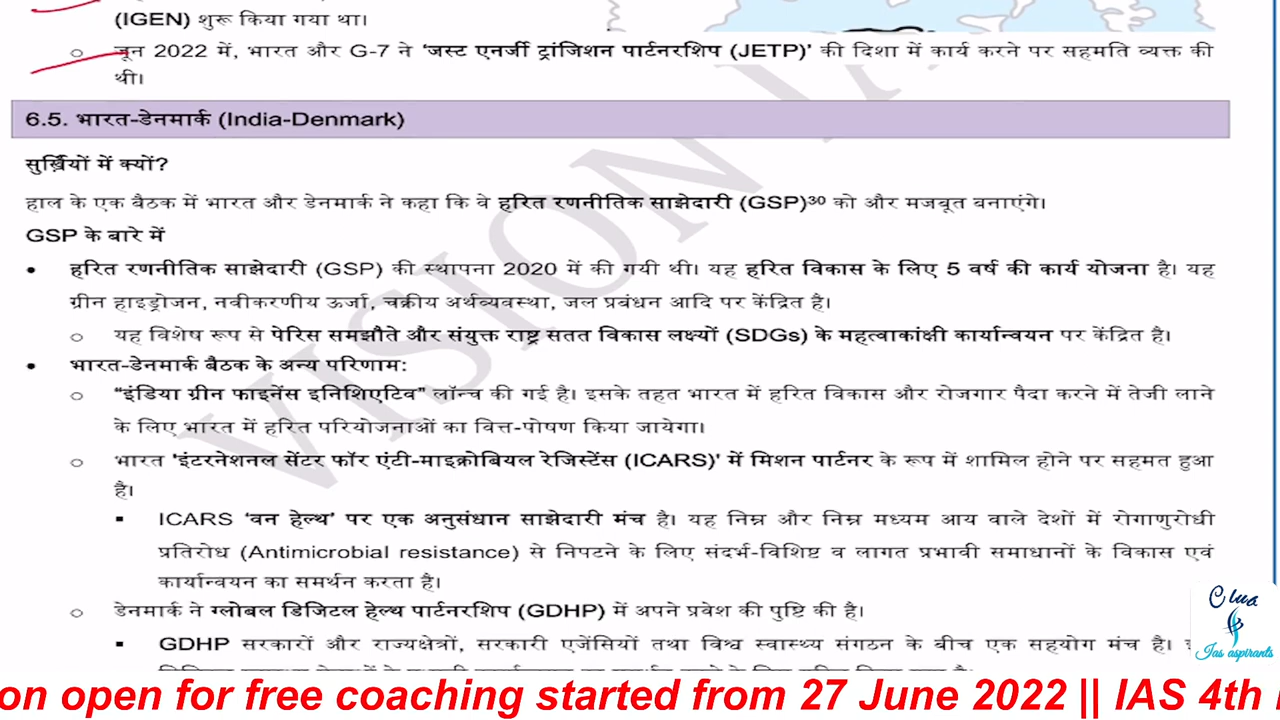 (IGEN) शुरू किया गया था।
○ जून 2022 में, भारत और G-7 ने 'जस्ट एनर्जी ट्रांजिशन पार्टनरशिप (JETP)' की दिशा में कार्य करने पर सहमति व्यक्त की
थी।
6.5. भारत-डेनमार्क (India-Denmark)
सुर्ख़ियों में क्यों?
हाल के एक बैठक में भारत और डेनमार्क ने कहा कि वे हरित रणनीतिक साझेदारी (GSP)³⁰ को और मजबूत बनाएंगे।
GSP के बारे में
• हरित रणनीतिक साझेदारी (GSP) की स्थापना 2020 में की गयी थी। यह हरित विकास के लिए 5 वर्ष की कार्य योजना है। यह
ग्रीन हाइड्रोजन, नवीकरणीय ऊर्जा, चक्रीय अर्थव्यवस्था, जल प्रबंधन आदि पर केंद्रित है।
○ यह विशेष रूप से पेरिस समझौते और संयुक्त राष्ट्र सतत विकास लक्ष्यों (SDGs) के महत्वाकांक्षी कार्यान्वयन पर केंद्रित है।
• भारत-डेनमार्क बैठक के अन्य परिणाम:
○ "इंडिया ग्रीन फाइनेंस इनिशिएटिव" लॉन्च की गई है। इसके तहत भारत में हरित विकास और रोजगार पैदा करने में तेजी लाने
के लिए भारत में हरित परियोजनाओं का वित्त-पोषण किया जायेगा।
○ भारत 'इंटरनेशनल सेंटर फॉर एंटी-माइक्रोबियल रेजिस्टेंस (ICARS)' में मिशन पार्टनर के रूप में शामिल होने पर सहमत हुआ
है।
▪ ICARS 'वन हेल्थ' पर एक अनुसंधान साझेदारी मंच है। यह निम्न और निम्न मध्यम आय वाले देशों में रोगाणुरोधी
प्रतिरोध (Antimicrobial resistance) से निपटने के लिए संदर्भ-विशिष्ट व लागत प्रभावी समाधानों के विकास एवं
कार्यान्वयन का समर्थन करता है।
○ डेनमार्क ने ग्लोबल डिजिटल हेल्थ पार्टनरशिप (GDHP) में अपने प्रवेश की पुष्टि की है।
▪ GDHP सरकारों और राज्यक्षेत्रों, सरकारी एजेंसियों तथा विश्व स्वास्थ्य संगठन के बीच एक सहयोग मंच है।
VISION
Clua
Ias aspirants
on open for free coaching started from 27 June 2022 || IAS 4th